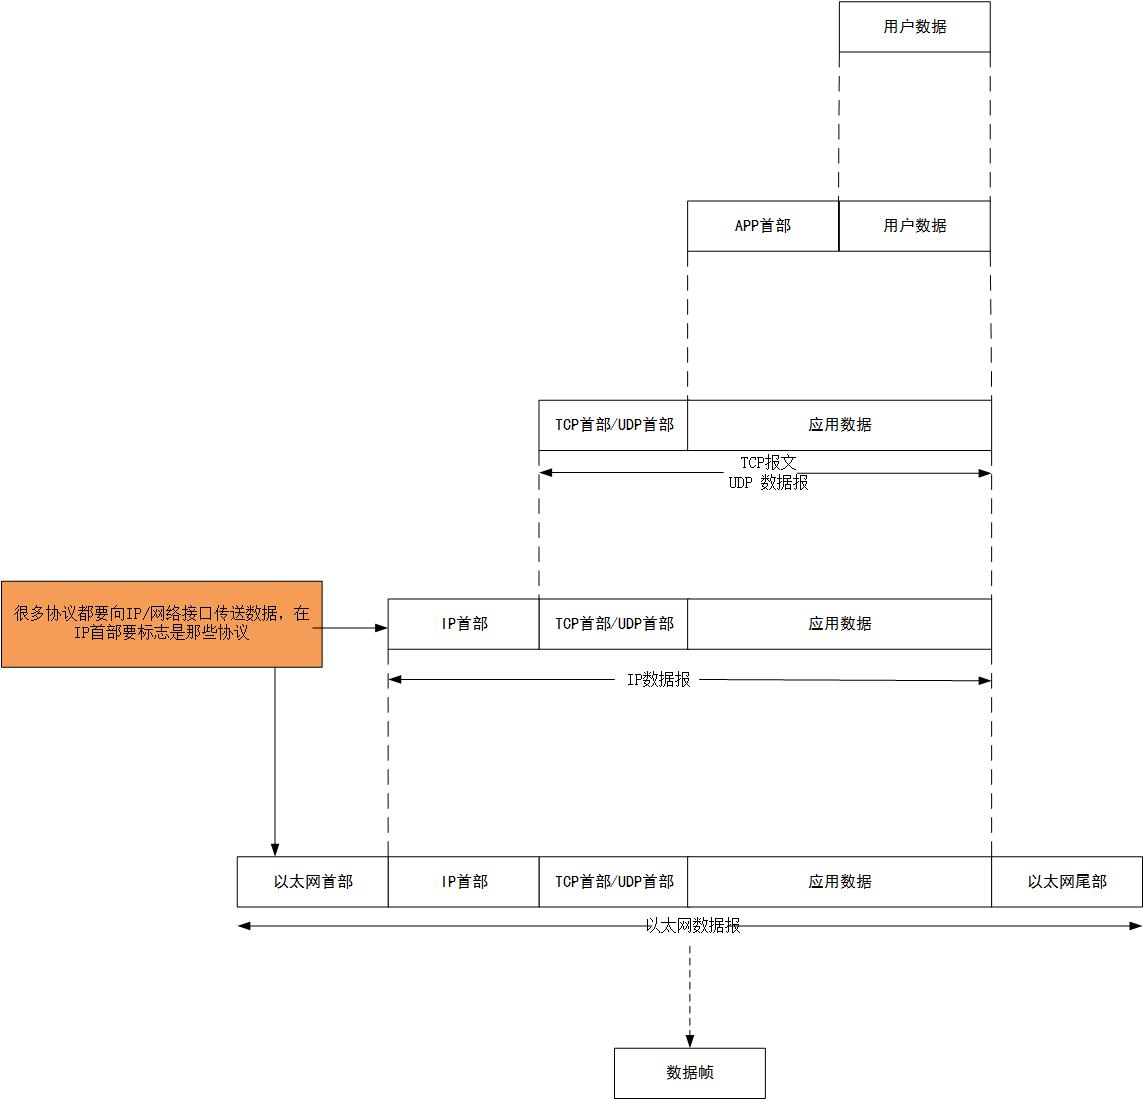 用户数据
APP首部
用户数据
TCP首部/UDP首部
应用数据
TCP报文
UDP 数据报
很多协议都要向IP/网络接口传送数据，在
IP首部要标志是那些协议
IP首部
TCP首部/UDP首部
应用数据
IP数据报
以太网首部
IP首部
TCP首部/UDP首部
应用数据
以太网尾部
以太网数据报
数据帧